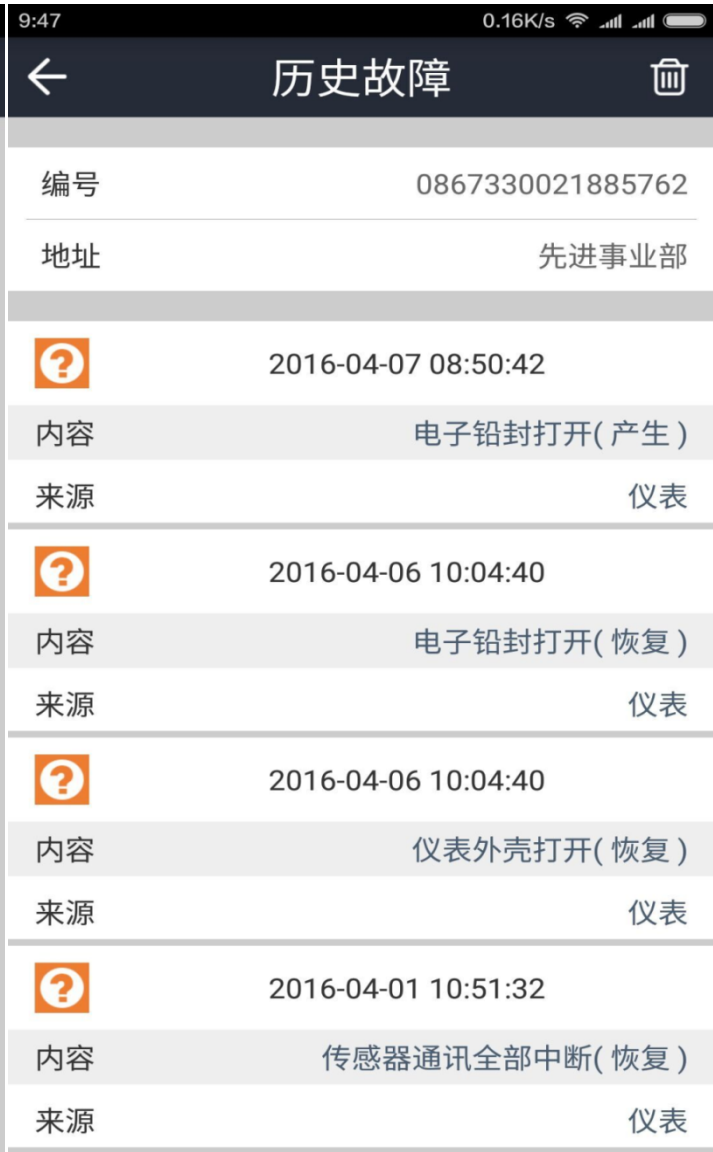 9:47 0.16K/s
历史故障
编号 0867330021885762
地址 先进事业部
2016-04-07 08:50:42
内容 电子铅封打开( 产生 )
来源 仪表
2016-04-06 10:04:40
内容 电子铅封打开( 恢复 )
来源 仪表
2016-04-06 10:04:40
内容 仪表外壳打开( 恢复 )
来源 仪表
2016-04-01 10:51:32
内容 传感器通讯全部中断( 恢复 )
来源 仪表